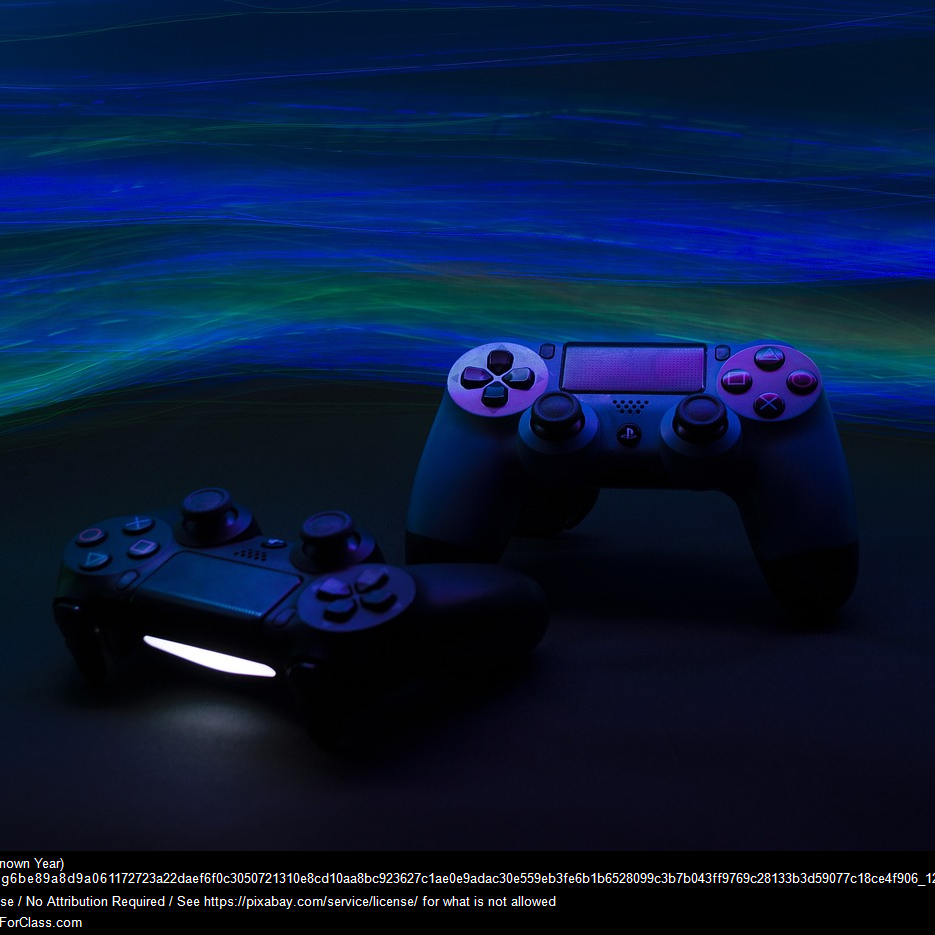 nown Year)
g6be89a8d9a061172723a22daef6f0c3050721310e8cd10aa8bc923627c1ae0e9adac30e559eb3fe6b1b6528099c3b7b043ff9769c28133b3d59077c18ce4f906_12
se / No Attribution Required / See https://pixabay.com/service/license/ for what is not allowed
ForClass.com